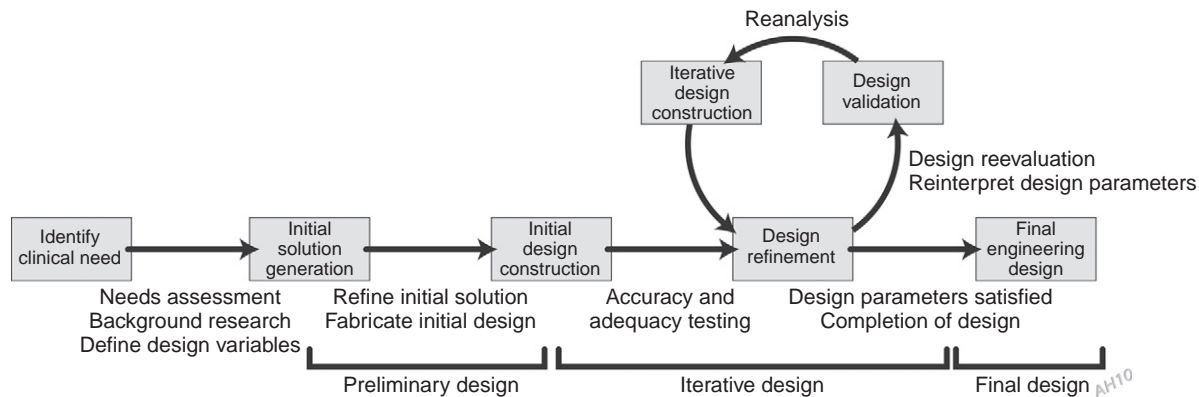 Reanalysis
Iterative
design
construction
Design
validation
Design reevaluation
Reinterpret design parameters
Identify
clinical need
Initial
solution
generation
Initial
design
construction
Design
refinement
Final
engineering
design
Needs assessment
Background research
Define design variables
Refine initial solution
Fabricate initial design
Accuracy and
adequacy testing
Design parameters satisfied
Completion of design
Preliminary design
Iterative design
Final design
AH10